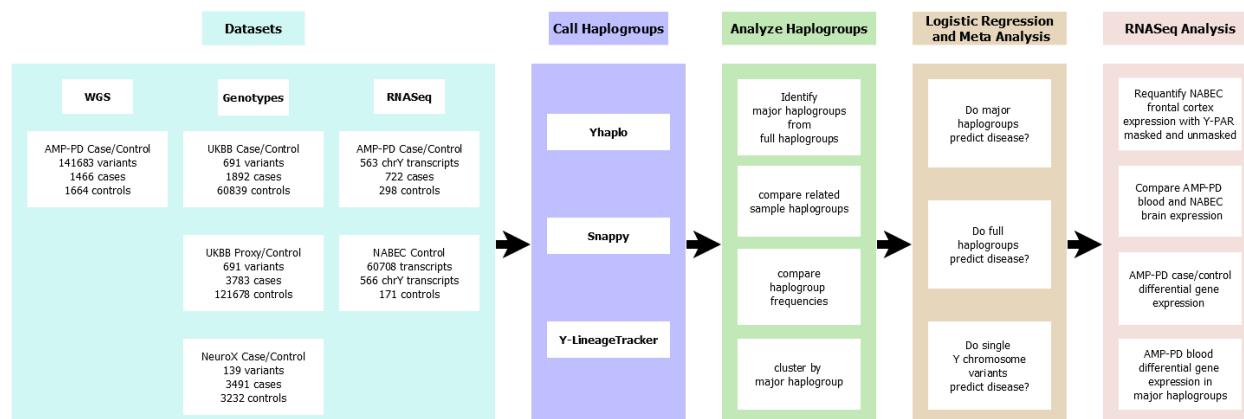 Datasets
WGS
AMP-PD Case/Control
141683 variants
1466 cases
1664 controls
Genotypes
UKBB Case/Control
691 variants
1892 cases
60839 controls
UKBB Proxy/Control
691 variants
3783 cases
121678 controls
NeuroX Case/Control
139 variants
3491 cases
3232 controls
RNASeq
AMP-PD Case/Control
563 chrY transcripts
722 cases
298 controls
NABEC Control
60708 transcripts
566 chrY transcripts
171 controls
Call Haplogroups
Yhaplo
Snappy
Y-LineageTracker
Analyze Haplogroups
Identify
major haplogroups
from
full haplogroups
compare related
sample haplogroups
compare
haplogroup
frequencies
cluster by
major haplogroup
Logistic Regression
and Meta Analysis
Do major
haplogroups
predict disease?
Do full
haplogroups
predict disease?
Do single
Y chromosome
variants
predict disease?
RNASeq Analysis
Requantify NABEC
frontal cortex
expression with Y-PAR
masked and unmasked
Compare AMP-PD
blood and NABEC
brain expression
AMP-PD case/control
differential gene
expression
AMP-PD blood
differential gene
expression in
major haplogroups